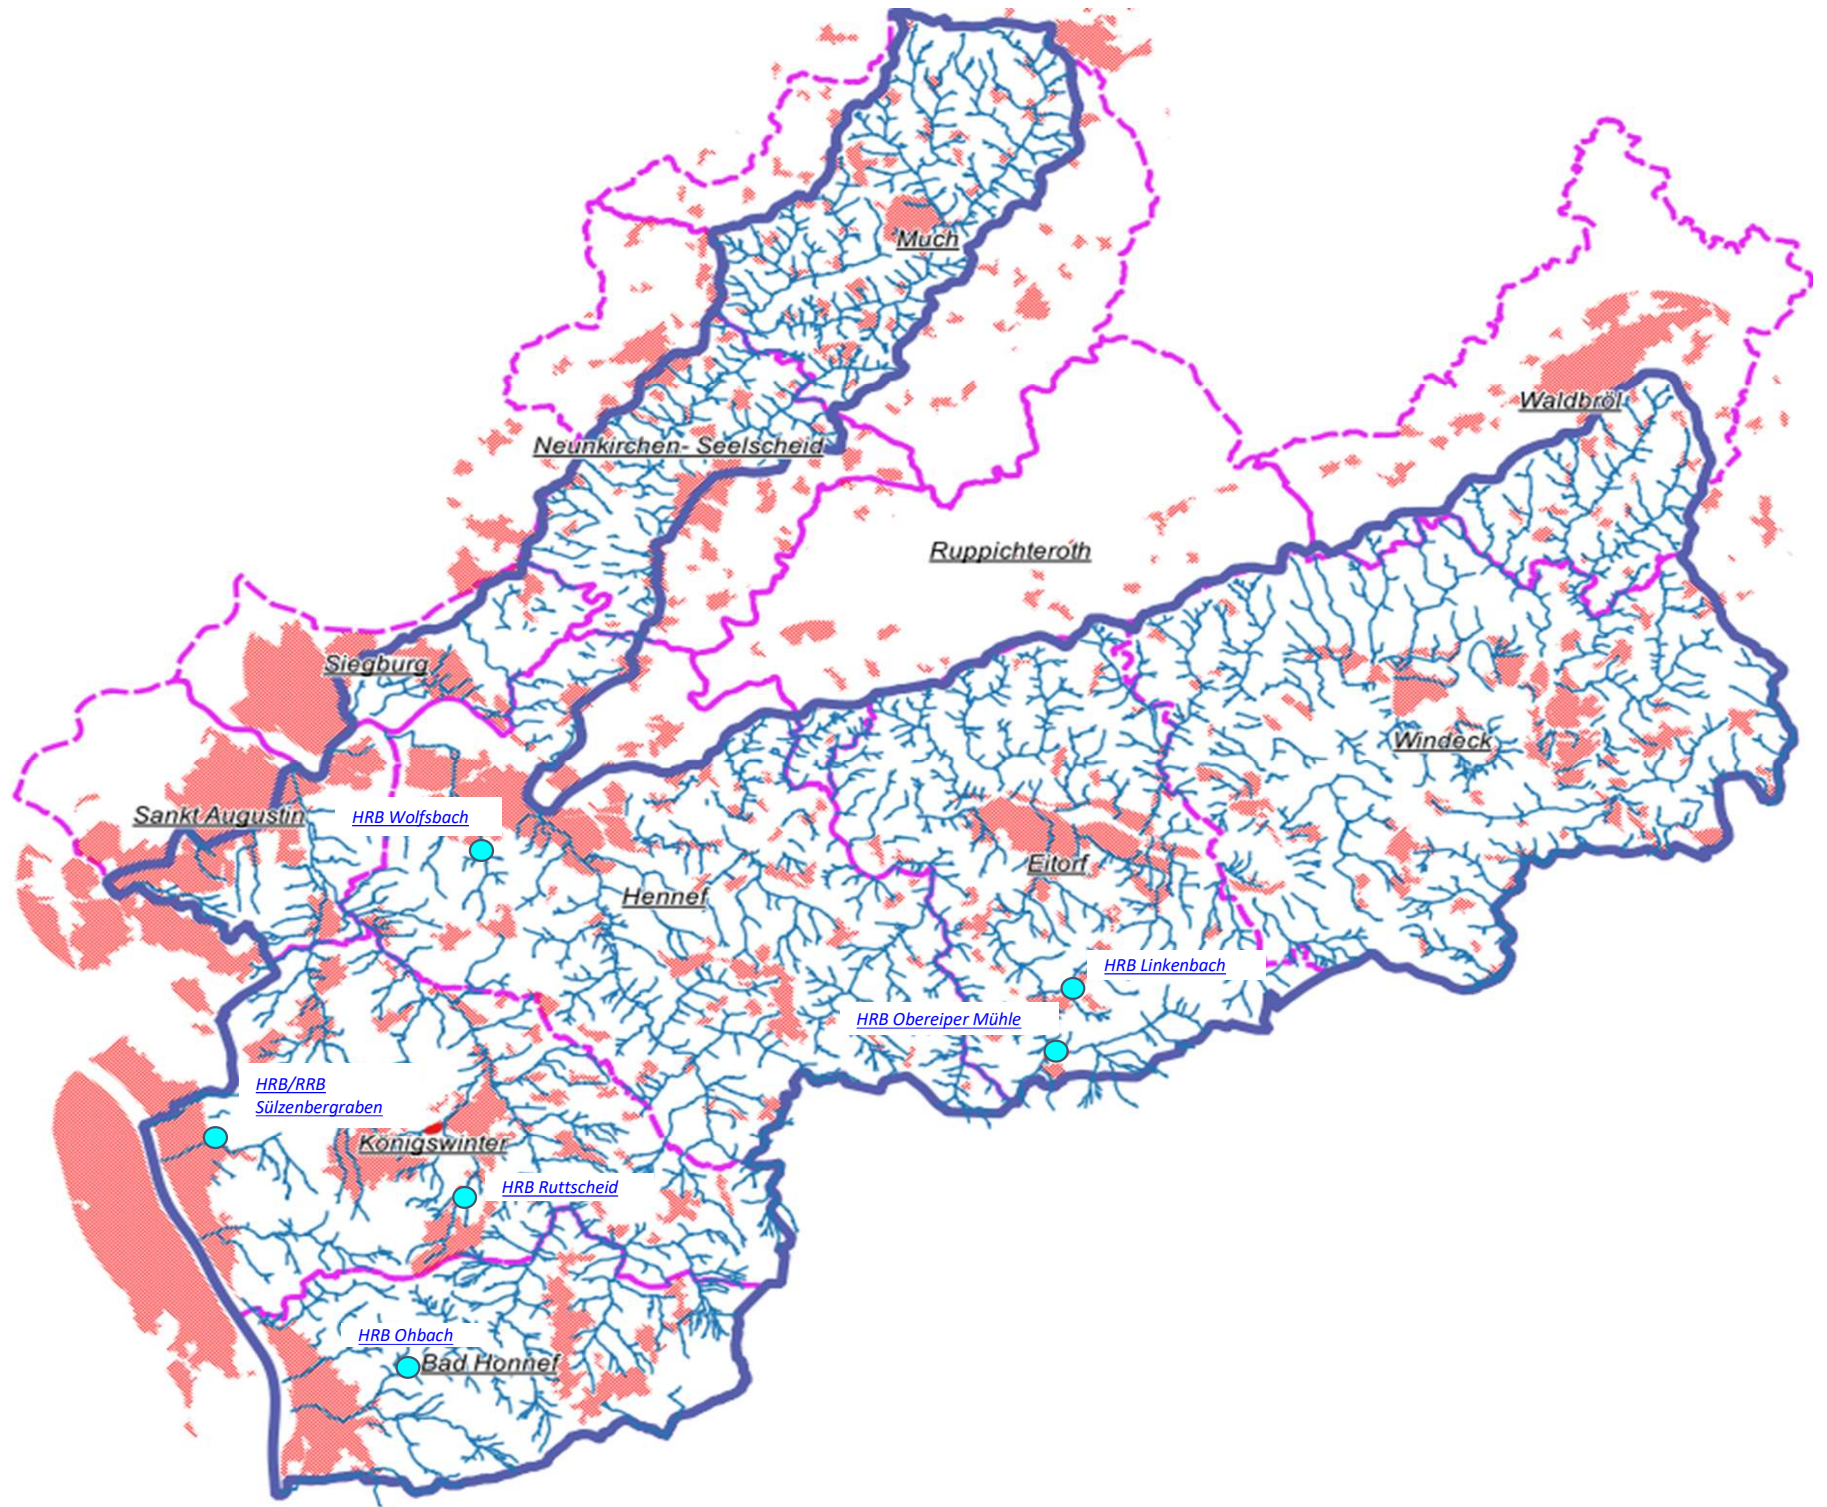 Much
Waldbröl
Neunkirchen- Seelscheid
Ruppichteroth
Siegburg
Windeck
Sankt Augustin
HRB Wolfsbach
Eitorf
Hennef
HRB Linkenbach
HRB Obereiper Mühle
HRB/RRB
Sülzenbergraben
Königswinter
HRB Ruttscheid
HRB Ohbach
Bad Honnef